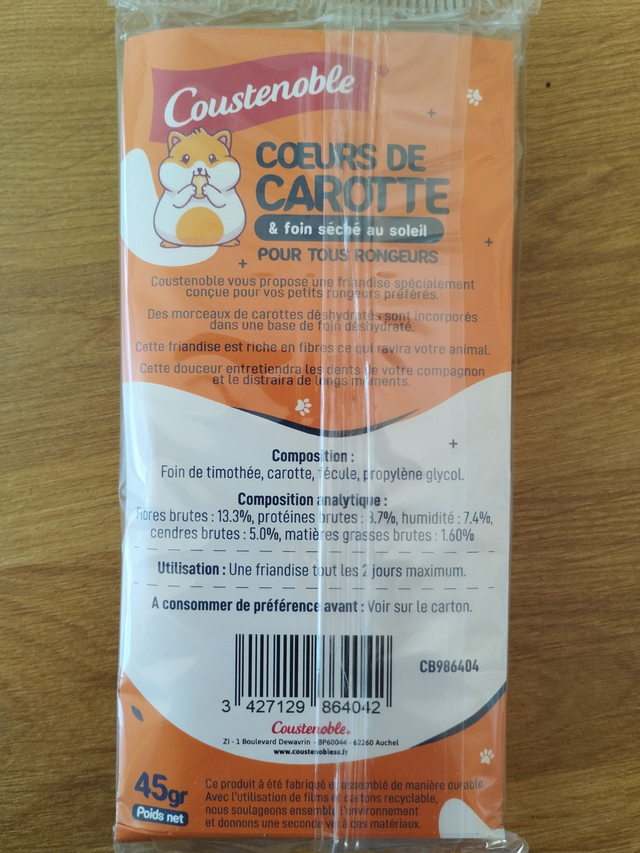 Coustenoble
CŒURS DE
CAROTTE
& foin séché au soleil
POUR TOUS RONGEURS
Coustenoble vous propose une friandise spécialement
conçue pour vos petits rongeurs préférés.
Des morceaux de carottes déshydratés sont incorporés
dans une base de foin déshydraté.
Cette friandise est riche en fibres ce qui ravira votre animal.
Cette douceur entretiendra les dents de votre compagnon
et le distraira de longs moments.
Composition :
Foin de timothée, carotte, fécule, propylène glycol.
Composition analytique :
Fibres brutes : 13.3%, protéines brutes : 8.7%, humidité : 7.4%,
cendres brutes : 5.0%, matières grasses brutes : 1.60%
Utilisation : Une friandise tout les 2 jours maximum.
A consommer de préférence avant : Voir sur le carton.
CB986404
3 427129 864042
Coustenoble.
ZI - 1 Boulevard Dewavrin - BP60044 - 62260 Auchel
www.coustenoblesa.fr
45gr
Poids net
Ce produit à été fabriqué et assemblé de manière durable.
Avec l'utilisation de films et cartons recyclable,
nous soulageons ensemble l'environnement
et donnons une seconde vie à ces matériaux.